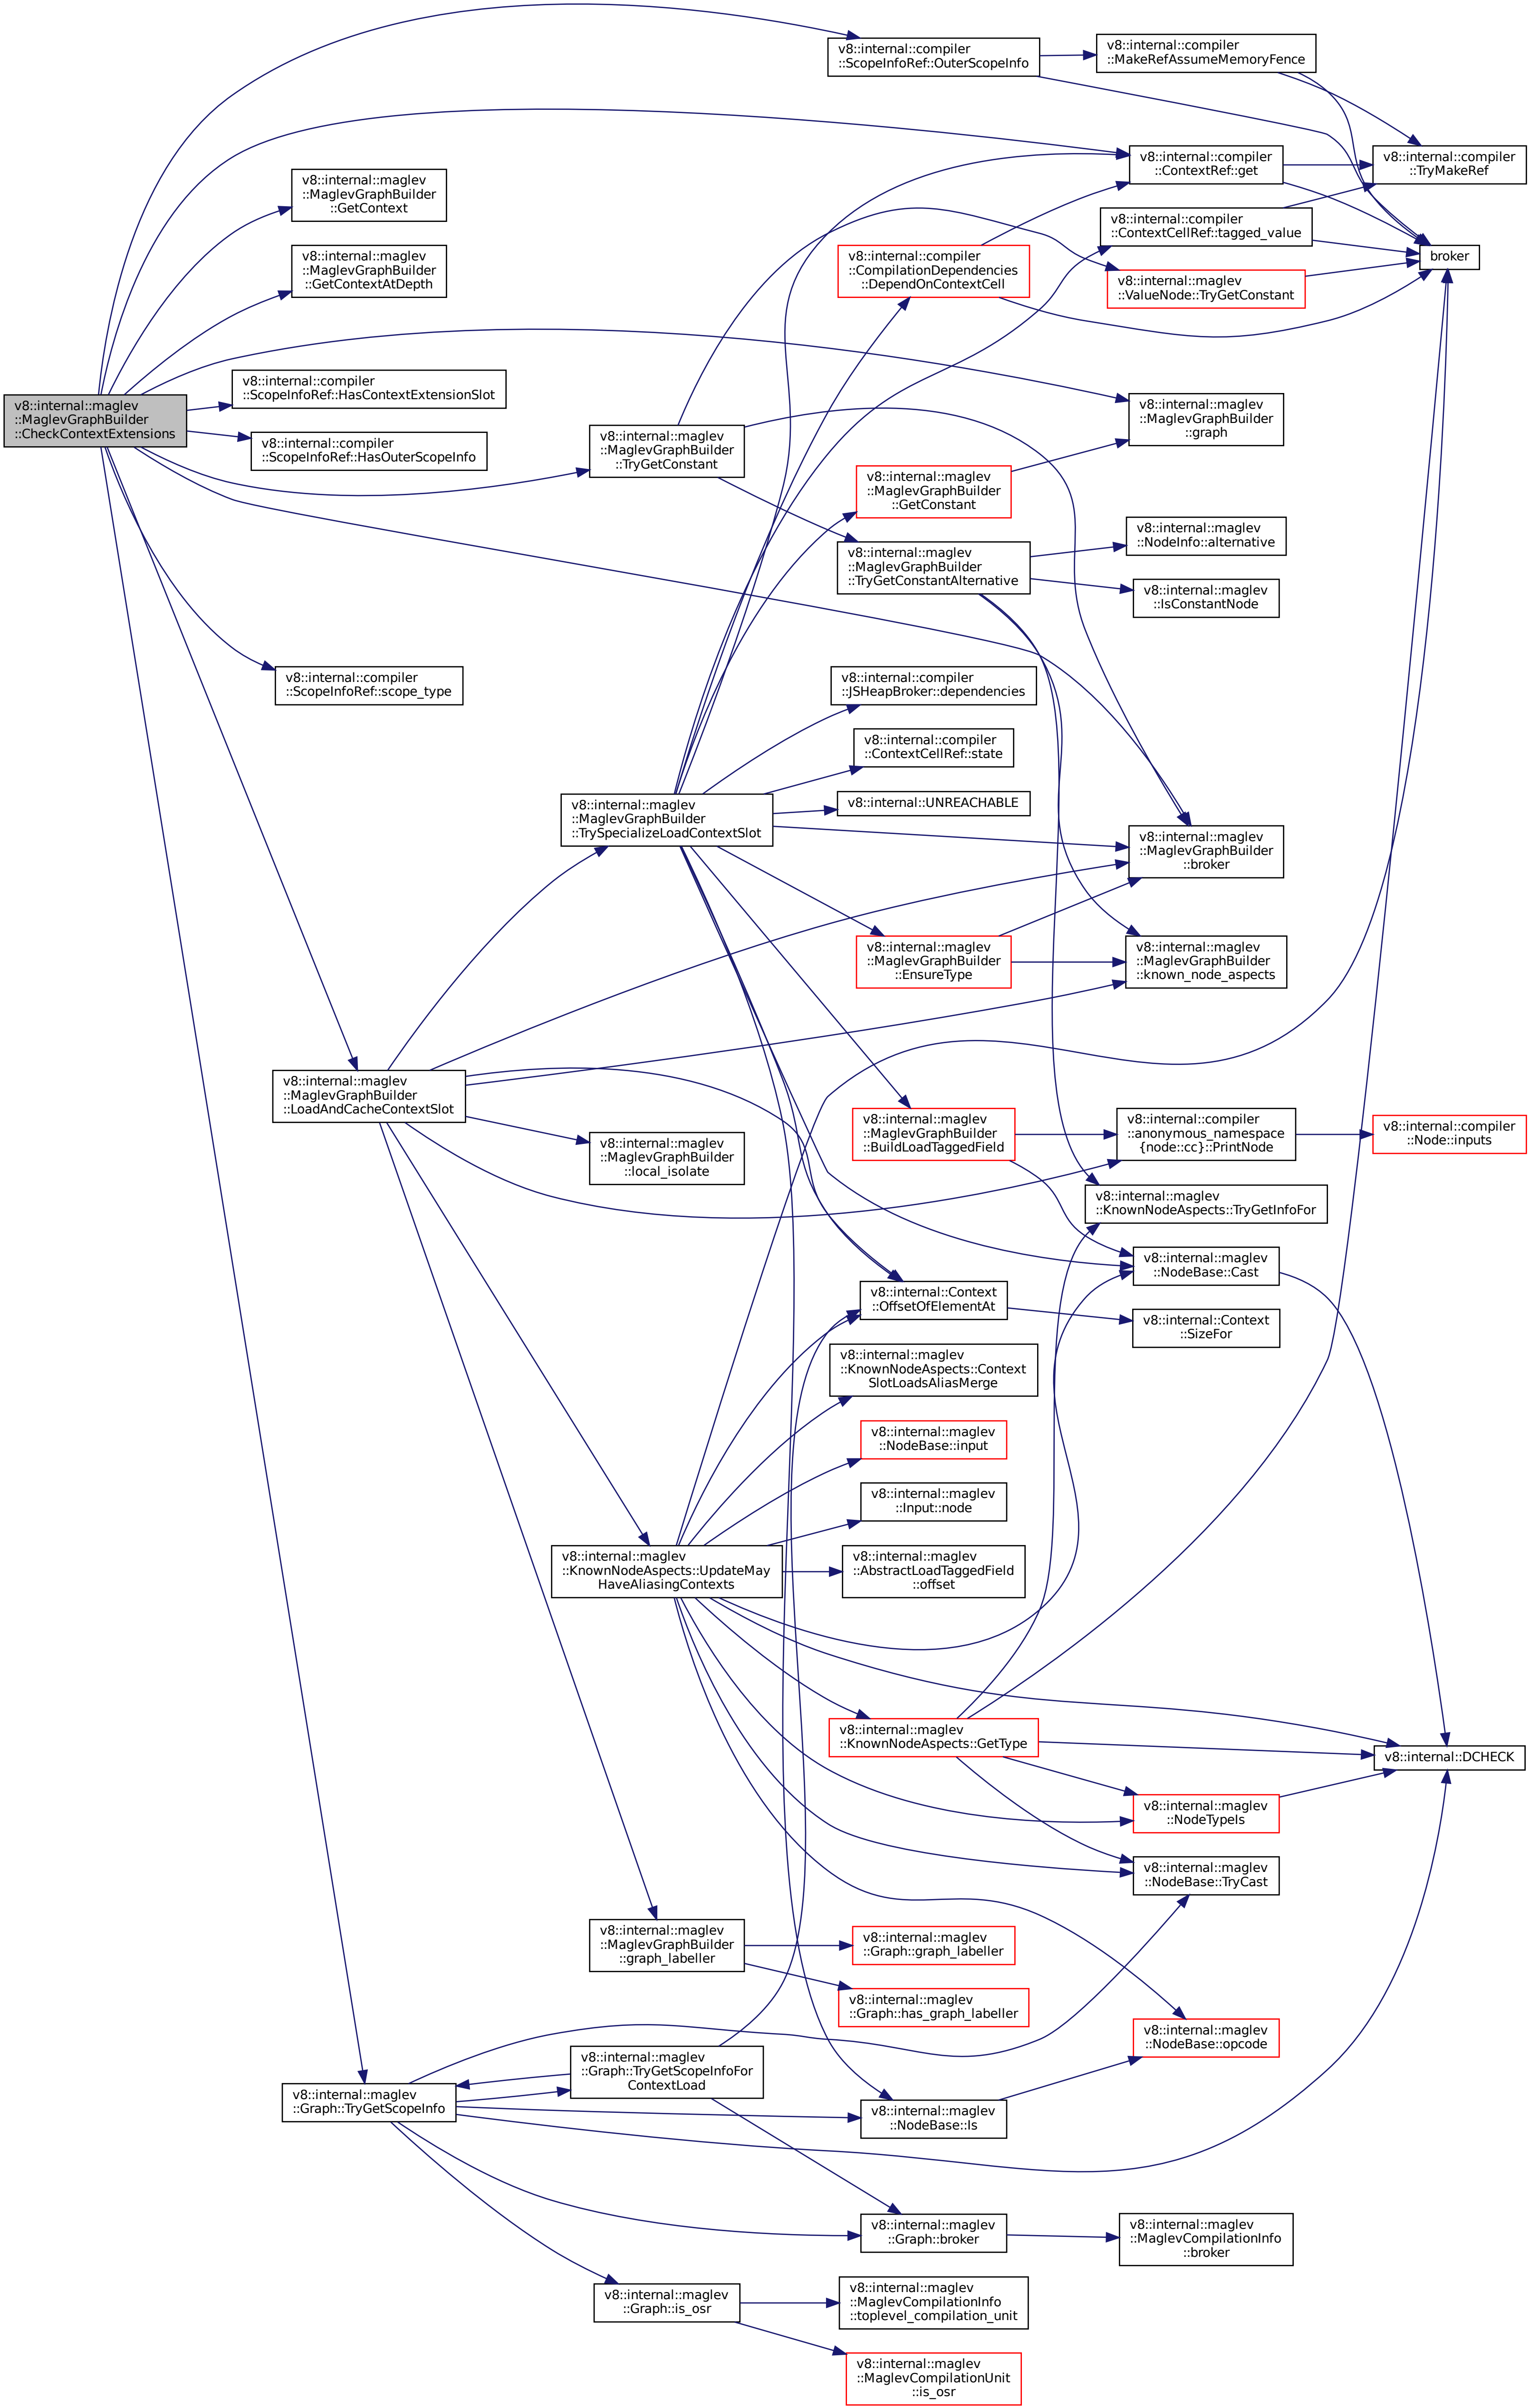 v8::internal::maglev
::MaglevGraphBuilder
::CheckContextExtensions
v8::internal::compiler
::ScopeInfoRef::OuterScopeInfo
v8::internal::compiler
::MakeRefAssumeMemoryFence
v8::internal::compiler
::ContextRef::get
v8::internal::compiler
::TryMakeRef
v8::internal::maglev
::MaglevGraphBuilder
::GetContext
v8::internal::compiler
::ContextCellRef::tagged_value
v8::internal::maglev
::MaglevGraphBuilder
::GetContextAtDepth
v8::internal::compiler
::CompilationDependencies
::DependOnContextCell
broker
v8::internal::maglev
::ValueNode::TryGetConstant
v8::internal::compiler
::ScopeInfoRef::HasContextExtensionSlot
v8::internal::compiler
::ScopeInfoRef::HasOuterScopeInfo
v8::internal::maglev
::MaglevGraphBuilder
::TryGetConstant
v8::internal::maglev
::MaglevGraphBuilder
::graph
v8::internal::maglev
::MaglevGraphBuilder
::GetConstant
v8::internal::maglev
::MaglevGraphBuilder
::TryGetConstantAlternative
v8::internal::maglev
::NodeInfo::alternative
v8::internal::maglev
::IsConstantNode
v8::internal::compiler
::ScopeInfoRef::scope_type
v8::internal::compiler
::JSHeapBroker::dependencies
v8::internal::compiler
::ContextCellRef::state
v8::internal::UNREACHABLE
v8::internal::maglev
::MaglevGraphBuilder
::TrySpecializeLoadContextSlot
v8::internal::maglev
::MaglevGraphBuilder
::broker
v8::internal::maglev
::MaglevGraphBuilder
::EnsureType
v8::internal::maglev
::MaglevGraphBuilder
::known_node_aspects
v8::internal::maglev
::MaglevGraphBuilder
::LoadAndCacheContextSlot
v8::internal::maglev
::MaglevGraphBuilder
::BuildLoadTaggedField
v8::internal::compiler
::anonymous_namespace
{node::cc}::PrintNode
v8::internal::compiler
::Node::inputs
v8::internal::maglev
::MaglevGraphBuilder
::local_isolate
v8::internal::maglev
::KnownNodeAspects::TryGetInfoFor
v8::internal::maglev
::NodeBase::Cast
v8::internal::Context
::OffsetOfElementAt
v8::internal::Context
::SizeFor
v8::internal::maglev
::KnownNodeAspects::Context
SlotLoadsAliasMerge
v8::internal::maglev
::NodeBase::input
v8::internal::maglev
::Input::node
v8::internal::maglev
::KnownNodeAspects::UpdateMay
HaveAliasingContexts
v8::internal::maglev
::AbstractLoadTaggedField
::offset
v8::internal::maglev
::KnownNodeAspects::GetType
v8::internal::DCHECK
v8::internal::maglev
::NodeTypeIs
v8::internal::maglev
::NodeBase::TryCast
v8::internal::maglev
::MaglevGraphBuilder
::graph_labeller
v8::internal::maglev
::Graph::graph_labeller
v8::internal::maglev
::Graph::has_graph_labeller
v8::internal::maglev
::NodeBase::opcode
v8::internal::maglev
::Graph::TryGetScopeInfoFor
ContextLoad
v8::internal::maglev
::Graph::TryGetScopeInfo
v8::internal::maglev
::NodeBase::Is
v8::internal::maglev
::Graph::broker
v8::internal::maglev
::MaglevCompilationInfo
::broker
v8::internal::maglev
::Graph::is_osr
v8::internal::maglev
::MaglevCompilationInfo
::toplevel_compilation_unit
v8::internal::maglev
::MaglevCompilationUnit
::is_osr